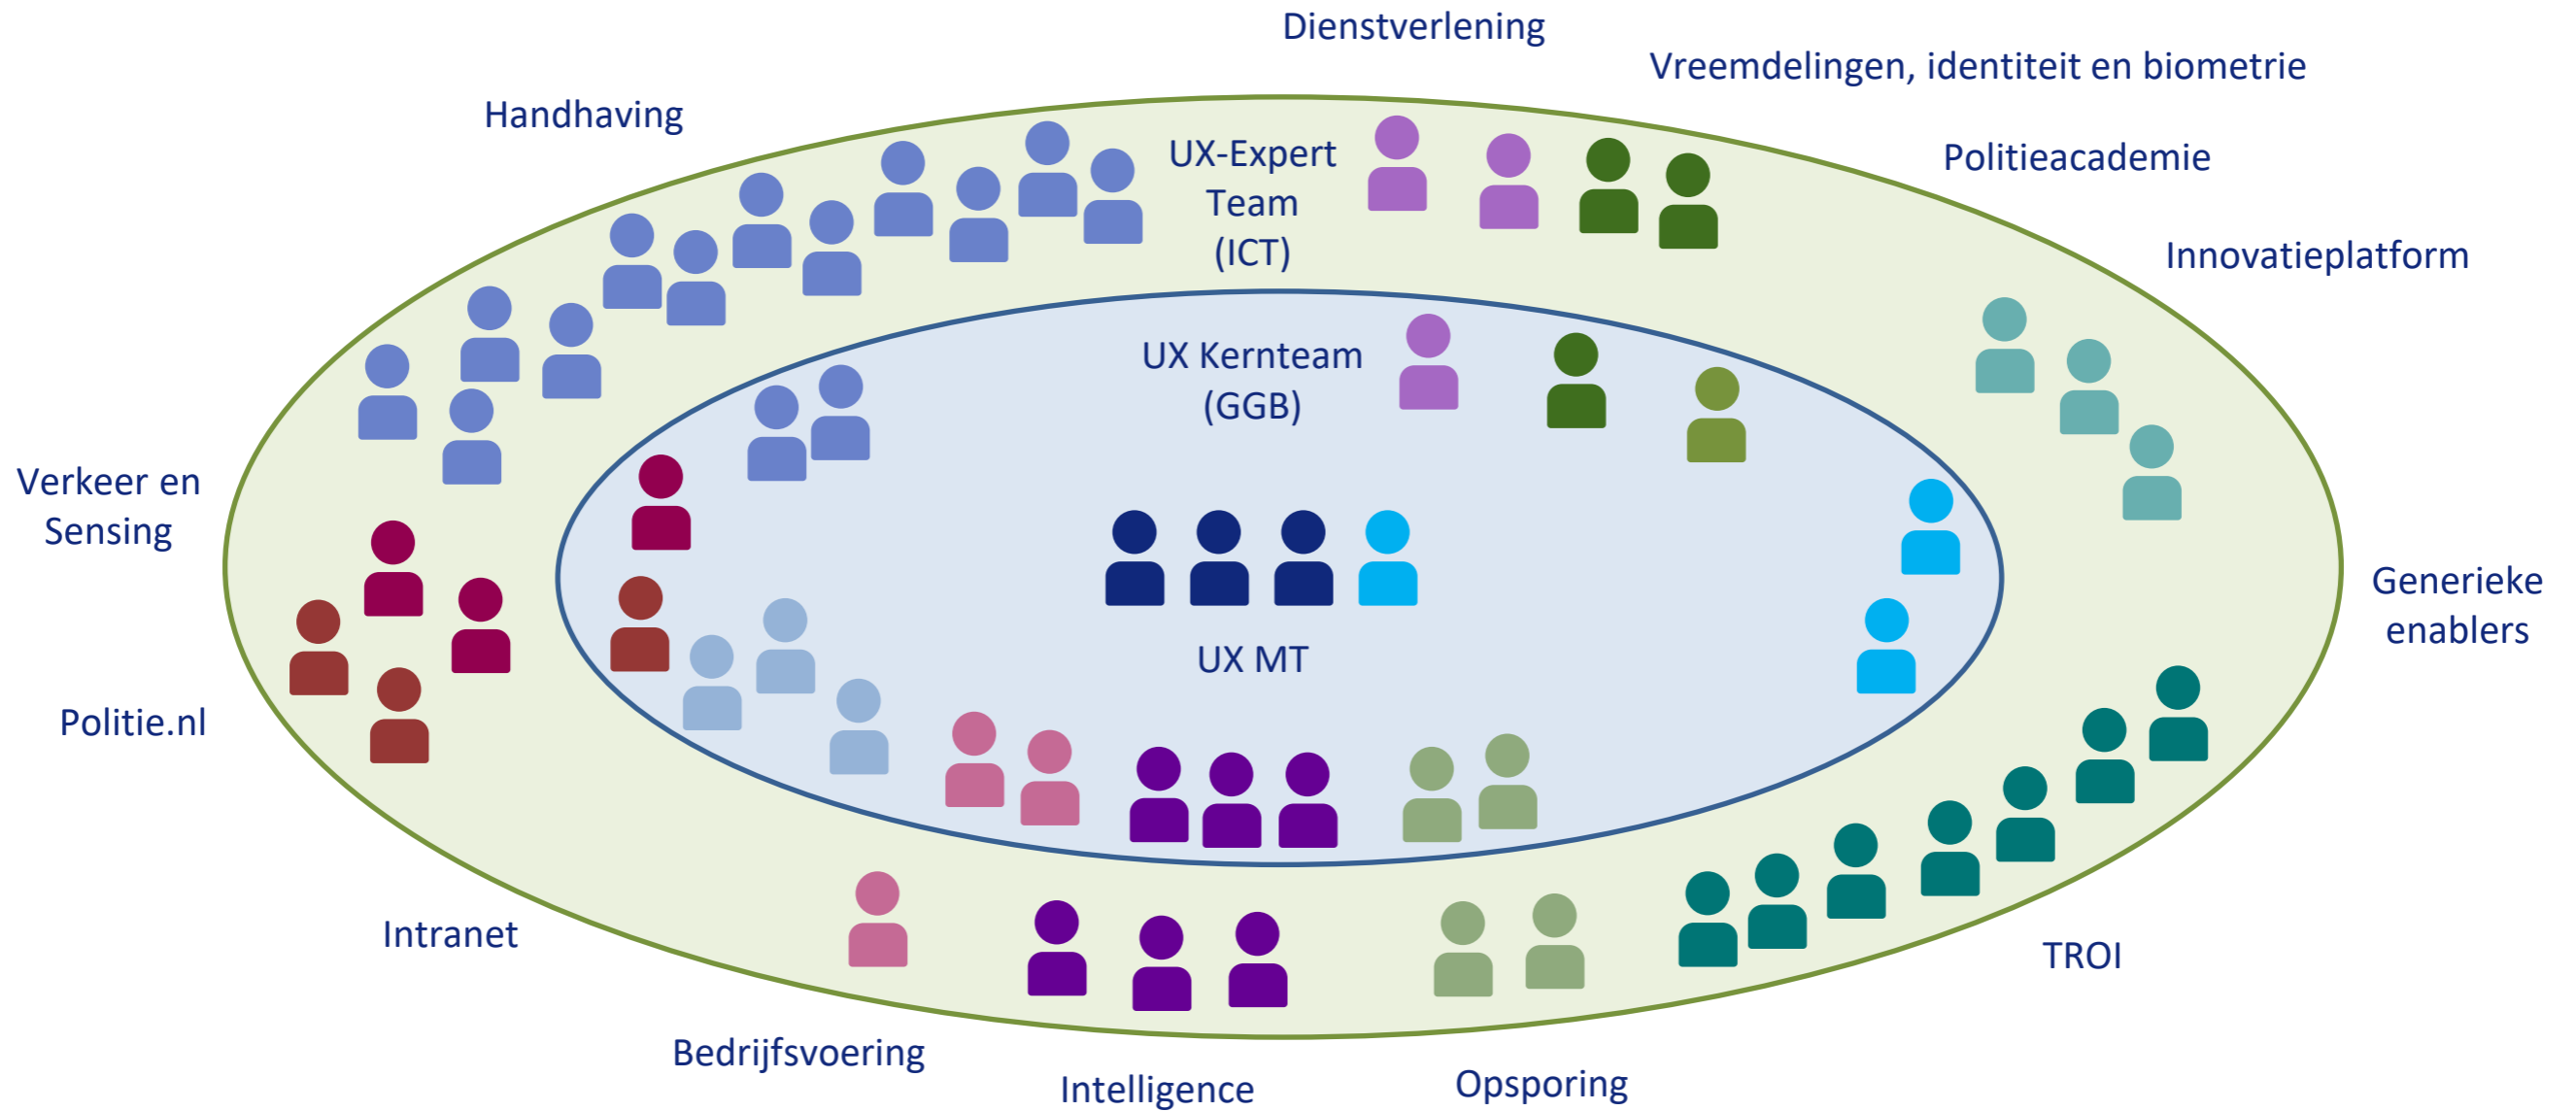 Dienstverlening
Vreemdelingen, identiteit en biometrie
Handhaving
UX-Expert
Team
(ICT)
Politieacademie
Innovatieplatform
UX Kernteam
(GGB)
Verkeer en
Sensing
Generieke
enablers
UX MT
Politie.nl
Intranet
TROI
Bedrijfsvoering
Intelligence
Opsporing